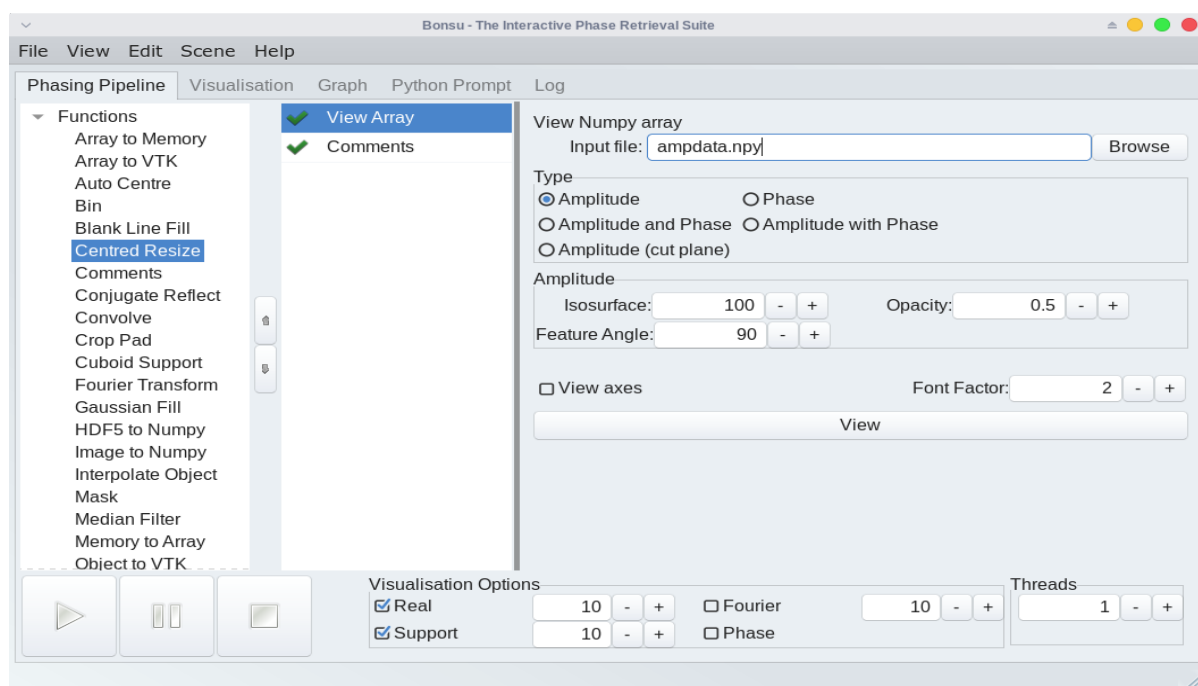 Bonsu - The Interactive Phase Retrieval Suite
File View Edit Scene Help
Phasing Pipeline Visualisation Graph Python Prompt Log
Functions
Array to Memory
Array to VTK
Auto Centre
Bin
Blank Line Fill
Centred Resize
Comments
Conjugate Reflect
Convolve
Crop Pad
Cuboid Support
Fourier Transform
Gaussian Fill
HDF5 to Numpy
Image to Numpy
Interpolate Object
Mask
Median Filter
Memory to Array
Object to VTK
View Array
Comments
View Numpy array
Input file: ampdata.npy Browse
Type
Amplitude Phase
Amplitude and Phase Amplitude with Phase
Amplitude (cut plane)
Amplitude
Isosurface: 100 - + Opacity: 0.5 - +
Feature Angle: 90 - +
View axes Font Factor: 2 - +
View
Visualisation Options Threads
Real 10 - + Fourier 10 - + 1 - +
Support 10 - + Phase